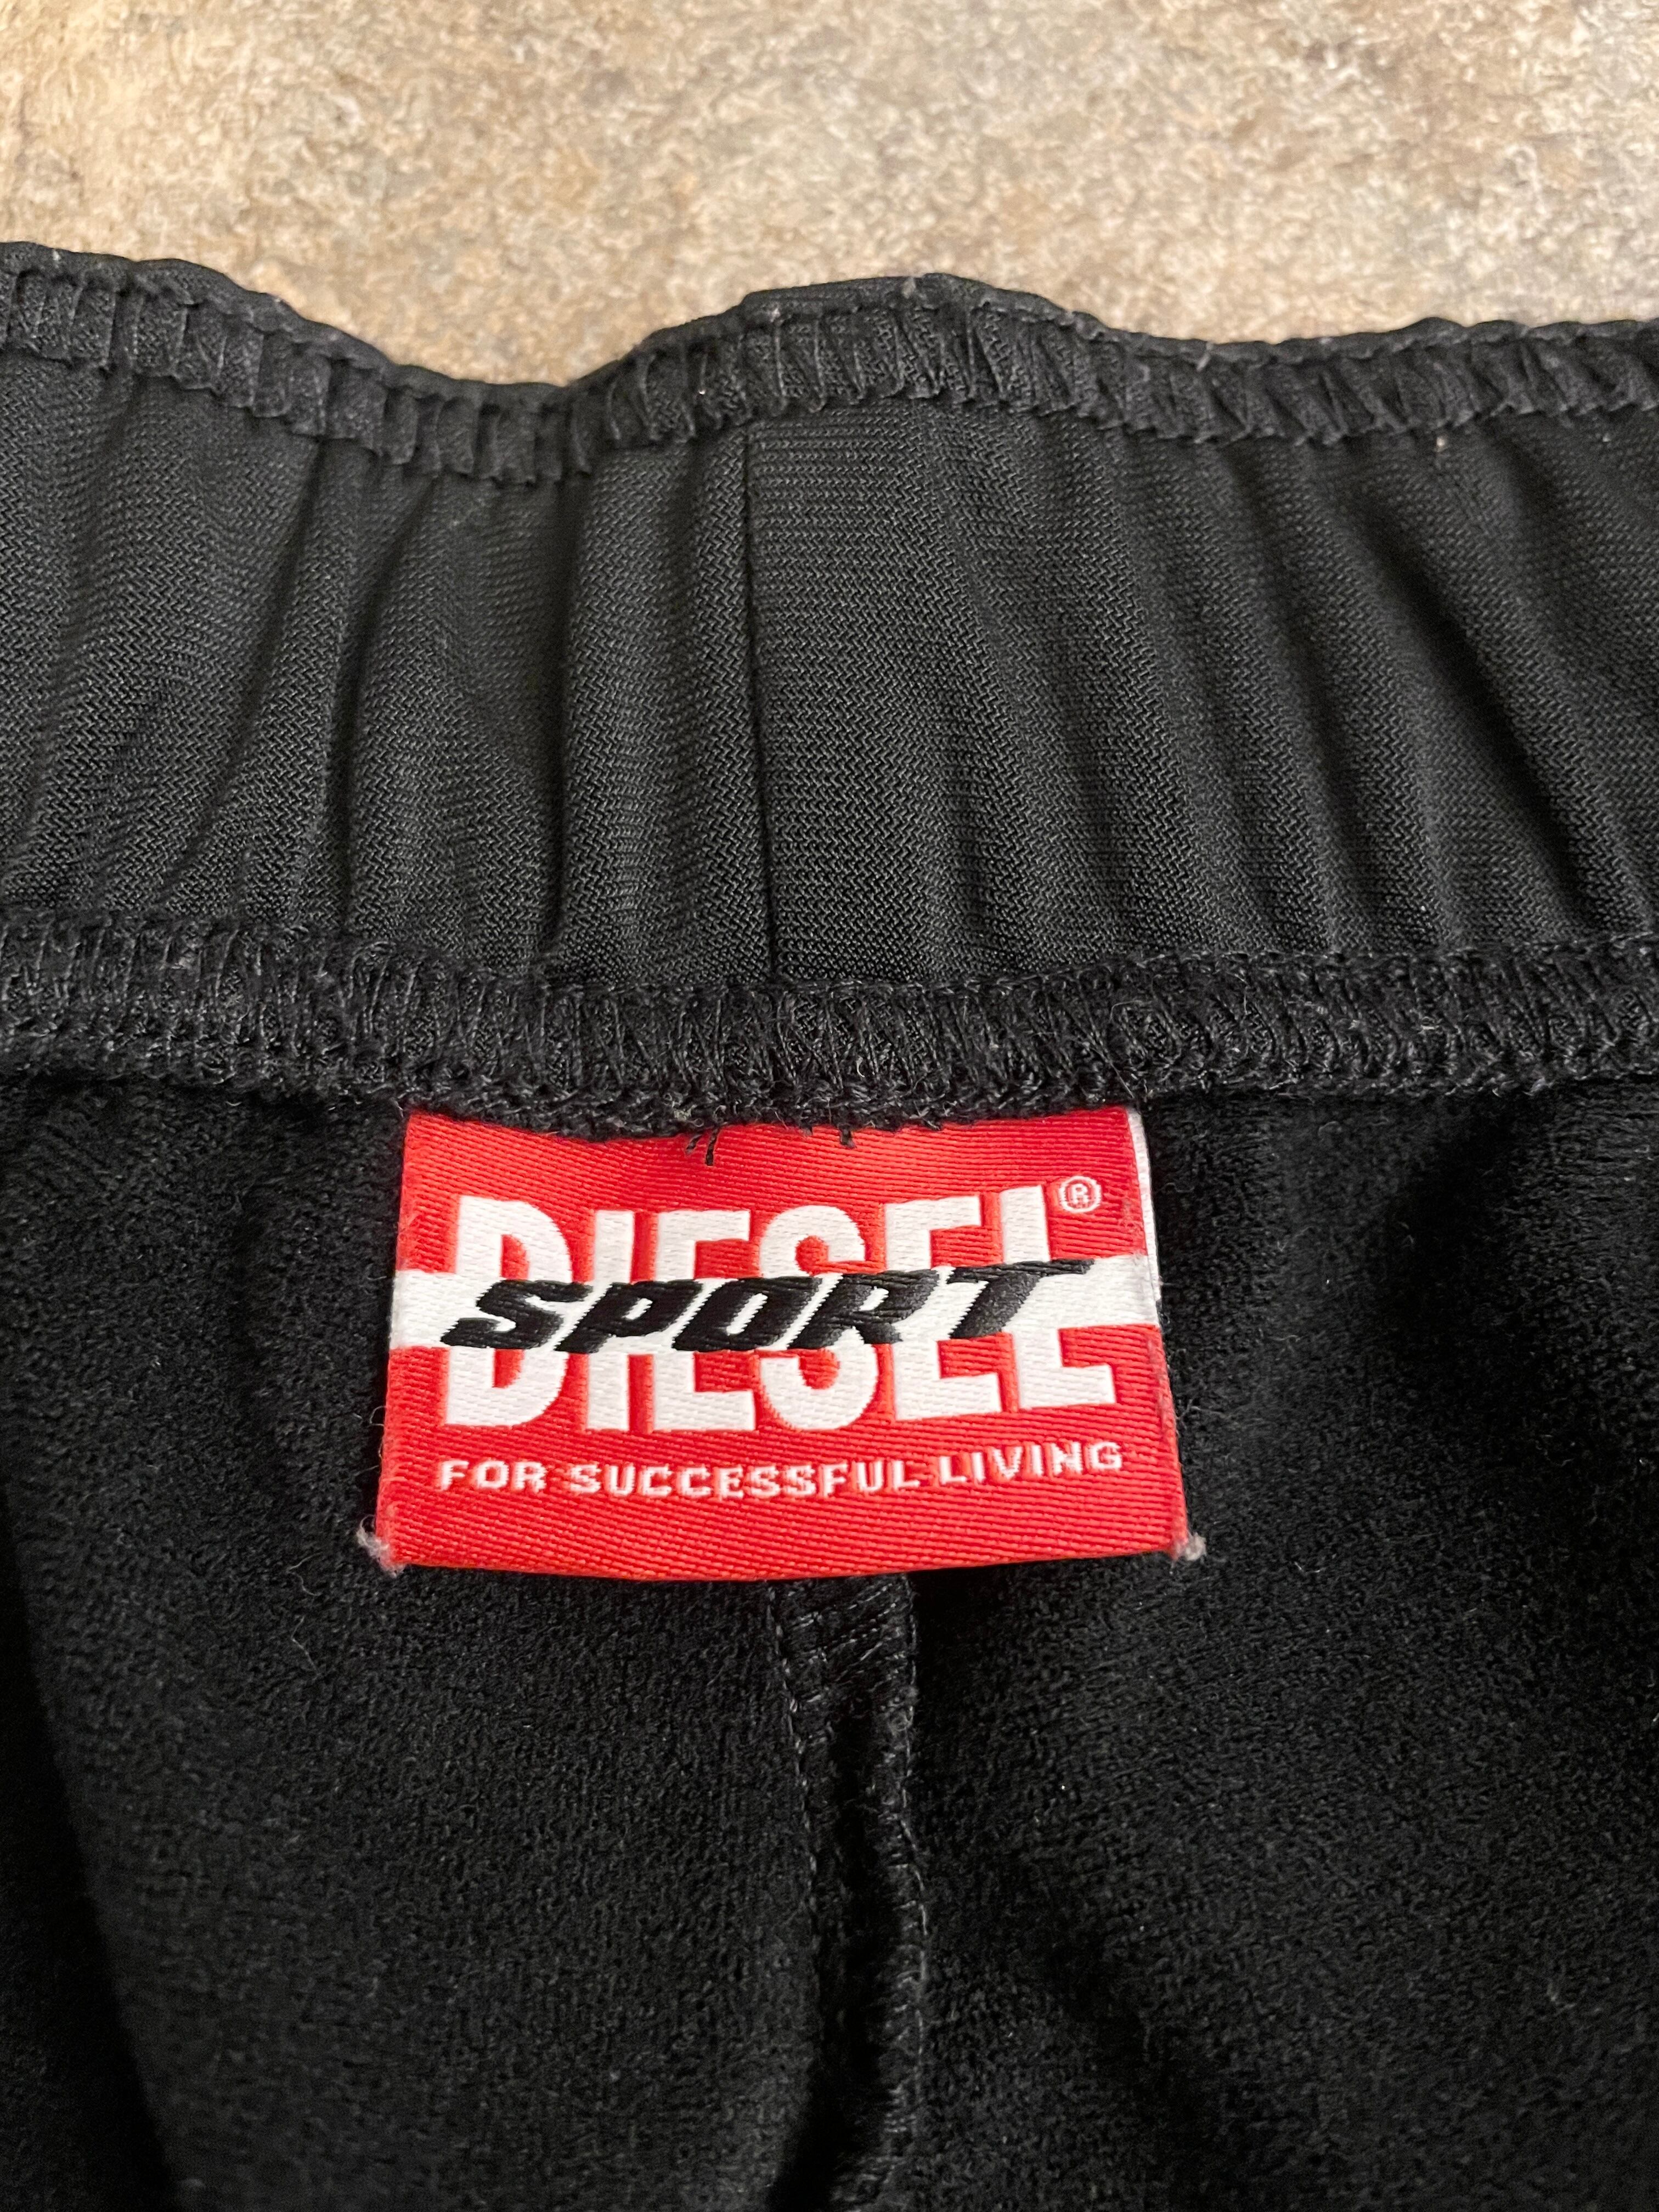 DIESEL®
SPORT
FOR SUCCESSFUL LIVING